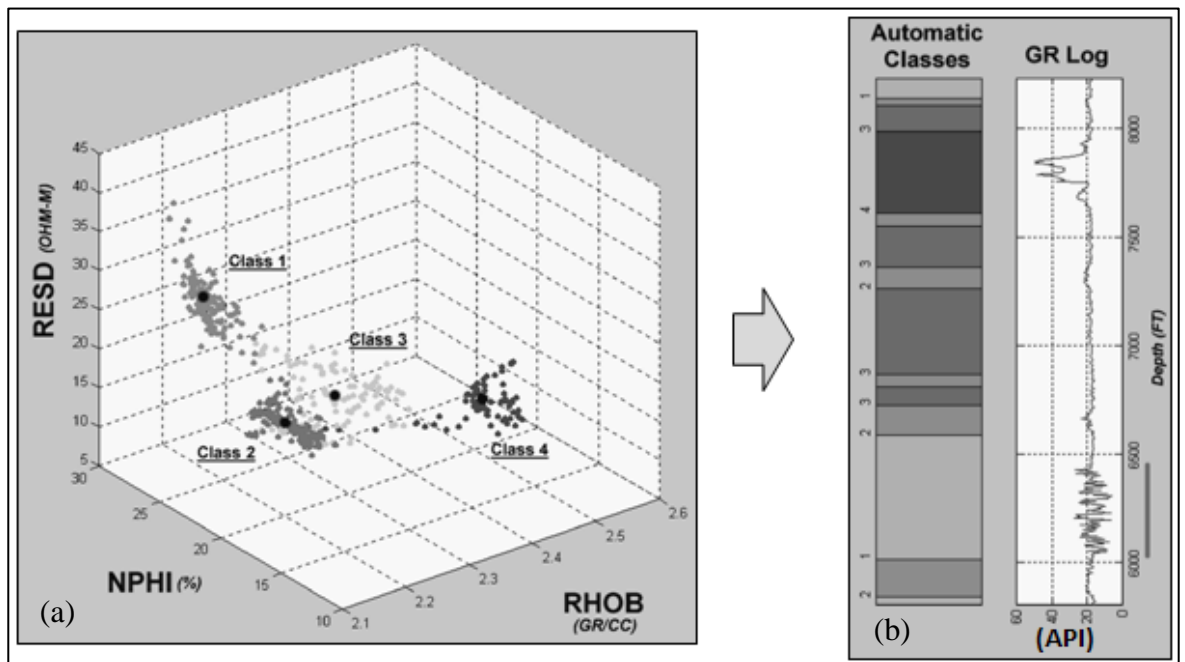 45
40
35
30
25
20
15
10
5
RESD (OHM-M)
30
25
20
15
10
NPHI (%)
2.1
2.2
2.3
2.4
2.5
2.6
RHOB
(GR/CC)
Class 1
Class 3
Class 2
Class 4
(a)
Automatic
Classes
GR Log
1
3
4
3
2
3
3
2
1
2
8000
7500
7000
6500
6000
Depth (FT)
60
40
20
0
(API)
(b)